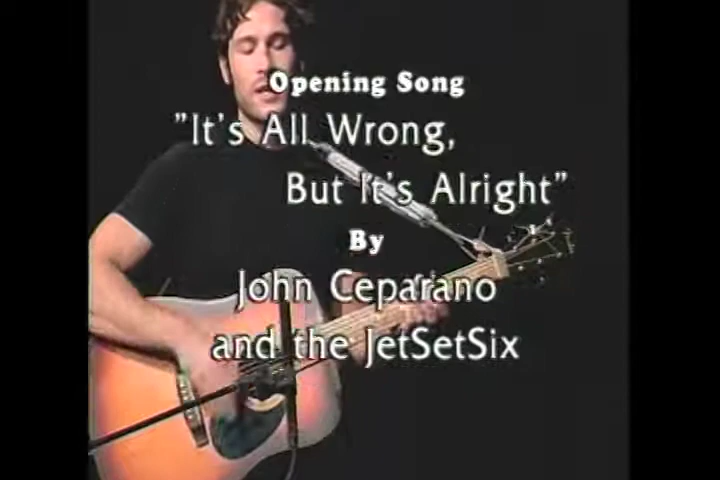 Opening Song
"It's All Wrong,
But It's Alright"
By
John Ceparano
and the JetSetSix